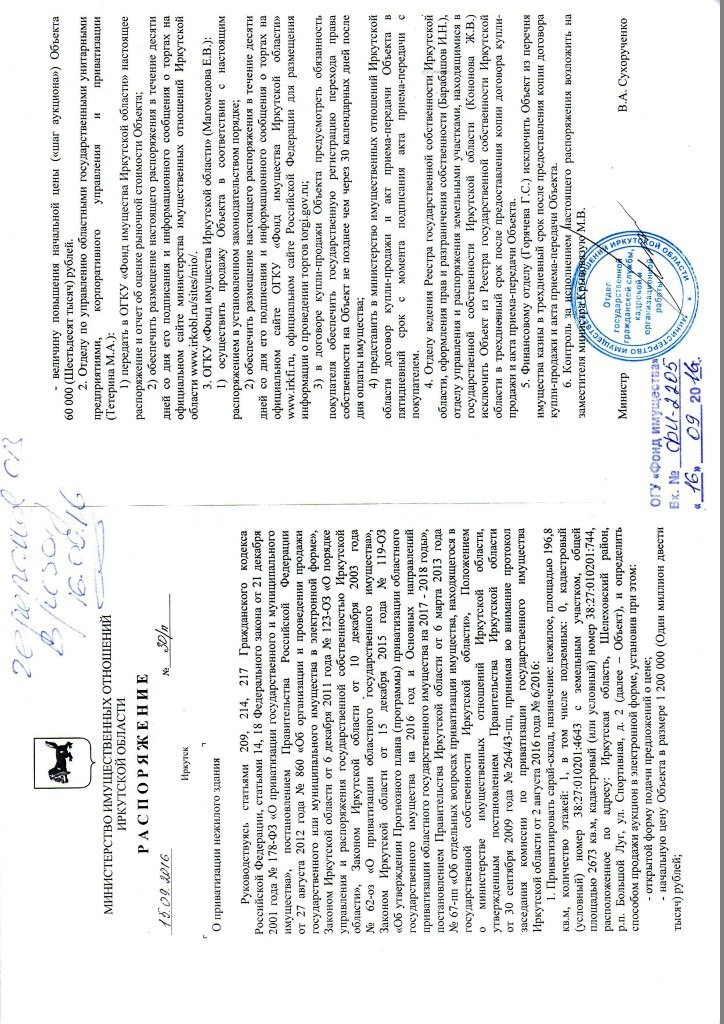 МИНИСТЕРСТВО ИМУЩЕСТВЕННЫХ ОТНОШЕНИЙ
ИРКУТСКОЙ ОБЛАСТИ
РАСПОРЯЖЕНИЕ
15.09.2016 № 30/п
Иркутск
О приватизации нежилого здания
Руководствуясь статьями 209, 214, 217 Гражданского кодекса
Российской Федерации, статьями 14, 18 Федерального закона от 21 декабря
2001 года № 178-ФЗ «О приватизации государственного и муниципального
имущества», постановлением Правительства Российской Федерации
от 27 августа 2012 года № 860 «Об организации и проведении продажи
государственного или муниципального имущества в электронной форме»,
Законом Иркутской области от 6 декабря 2011 года № 123-ОЗ «О порядке
управления и распоряжения государственной собственностью Иркутской
области», Законом Иркутской области от 10 декабря 2003 года
№ 62-оз «О приватизации областного государственного имущества»,
Законом Иркутской области от 15 декабря 2015 года № 119-ОЗ
«Об утверждении Прогнозного плана (программы) приватизации областного
государственного имущества на 2016 год и Основных направлений
приватизации областного государственного имущества на 2017 - 2018 годы»,
постановлением Правительства Иркутской области от 6 марта 2013 года
№ 67-пп «Об отдельных вопросах приватизации имущества, находящегося в
государственной собственности Иркутской области», Положением
о министерстве имущественных отношений Иркутской области,
утвержденным постановлением Правительства Иркутской области
от 30 сентября 2009 года № 264/43-пп, принимая во внимание протокол
заседания комиссии по приватизации государственного имущества
Иркутской области от 2 августа 2016 года № 6/2016:
1. Приватизировать сарай-склад, назначение: нежилое, площадью 196,8
кв.м, количество этажей: 1, в том числе подземных: 0, кадастровый
(условный) номер 38:27:010201:4643 с земельным участком, общей
площадью 2673 кв.м, кадастровый (или условный) номер 38:27:010201:744,
расположенное по адресу: Иркутская область, Шелеховский район,
р.п. Большой Луг, ул. Спортивная, д. 2 (далее – Объект), и определить
способом продажи аукцион в электронной форме, установив при этом:
- открытой форму подачи предложений о цене;
- начальную цену Объекта в размере 1 200 000 (Один миллион двести
тысяч) рублей;
- величину повышения начальной цены («шаг аукциона») Объекта
60 000 (Шестьдесят тысяч) рублей.
2. Отделу по управлению областными государственными унитарными
предприятиями, корпоративного управления и приватизации
(Тетерина М.А.):
1) передать в ОГКУ «Фонд имущества Иркутской области» настоящее
распоряжение и отчет об оценке рыночной стоимости Объекта;
2) обеспечить размещение настоящего распоряжения в течение десяти
дней со дня его подписания и информационного сообщения о торгах на
официальном сайте министерства имущественных отношений Иркутской
области www.irkobl.ru/sites/mio/.
3. ОГКУ «Фонд имущества Иркутской области» (Магомедова Е.В.):
1) осуществить продажу Объекта в соответствии с настоящим
распоряжением в установленном законодательством порядке;
2) обеспечить размещение настоящего распоряжения в течение десяти
дней со дня его подписания и информационного сообщения о торгах на
официальном сайте ОГКУ «Фонд имущества Иркутской области»
www.irkfi.ru, официальном сайте Российской Федерации для размещения
информации о проведении торгов torgi.gov.ru;
3) в договоре купли-продажи Объекта предусмотреть обязанность
покупателя обеспечить государственную регистрацию перехода права
собственности на Объект не позднее чем через 30 календарных дней после
дня оплаты имущества;
4) представить в министерство имущественных отношений Иркутской
области договор купли-продажи и акт приема-передачи Объекта в
пятидневный срок с момента подписания акта приема-передачи с
покупателем.
4. Отделу ведения Реестра государственной собственности Иркутской
области, оформления прав и разграничения собственности (Барабашов И.Н.),
отделу управления и распоряжения земельными участками, находящимися в
государственной собственности Иркутской области (Кононова Ж.В.)
исключить Объект из Реестра государственной собственности Иркутской
области в трехдневный срок после предоставления копии договора купли-
продажи и акта приема-передачи Объекта.
5. Финансовому отделу (Горячева Г.С.) исключить Объект из перечня
имущества казны в трехдневный срок после предоставления копии договора
купли-продажи и акта приема-передачи Объекта.
6. Контроль за исполнением настоящего распоряжения возложить на
заместителя министра М.В.
Министр В.А. Сухорученко
Отдел
государственной
гражданской службы,
кадровой и
организационной
работы
ОГУ «Фонд имущества
Вх. № ФИ-2205
«16» 09 2016.